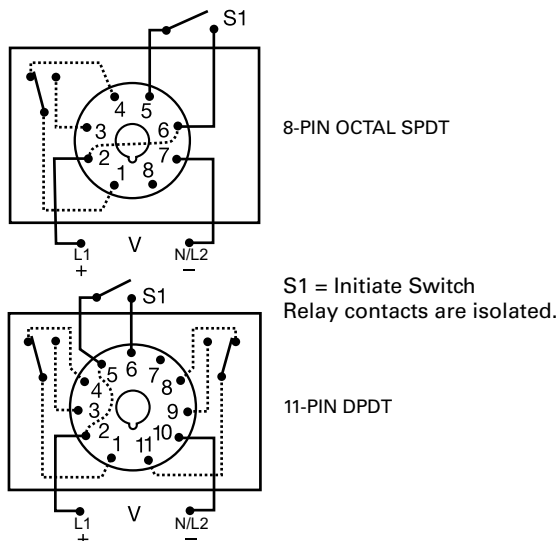 S1
4 5
3 6
2 7
1 8
8-PIN OCTAL SPDT
L1 V N/L2
+ −
S1
S1 = Initiate Switch
Relay contacts are isolated.
5 6 7
4 8
3 9
2 10
1 11
11-PIN DPDT
L1 V N/L2
+ −